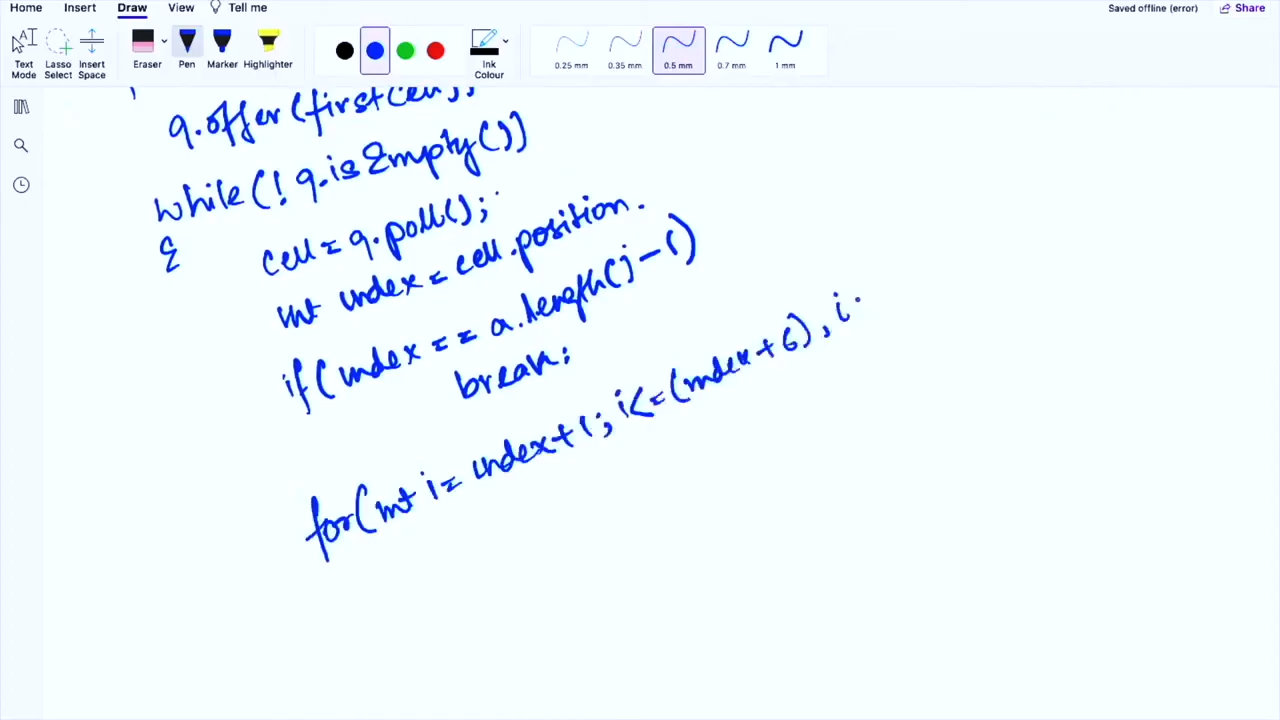 Home Insert Draw View Tell me
Saved offline (error) Share
Text Mode Lasso Select Insert Space Eraser Pen Marker Highlighter Ink Colour 0.25 mm 0.35 mm 0.5 mm 0.7 mm 1 mm
q.offer(firstCell);
while(! q.isEmpty())
{ cell = q.poll();
int index = cell.position.
if(index == a.length()-1)
break;
for(int i = index+1; i<=(index+6), i